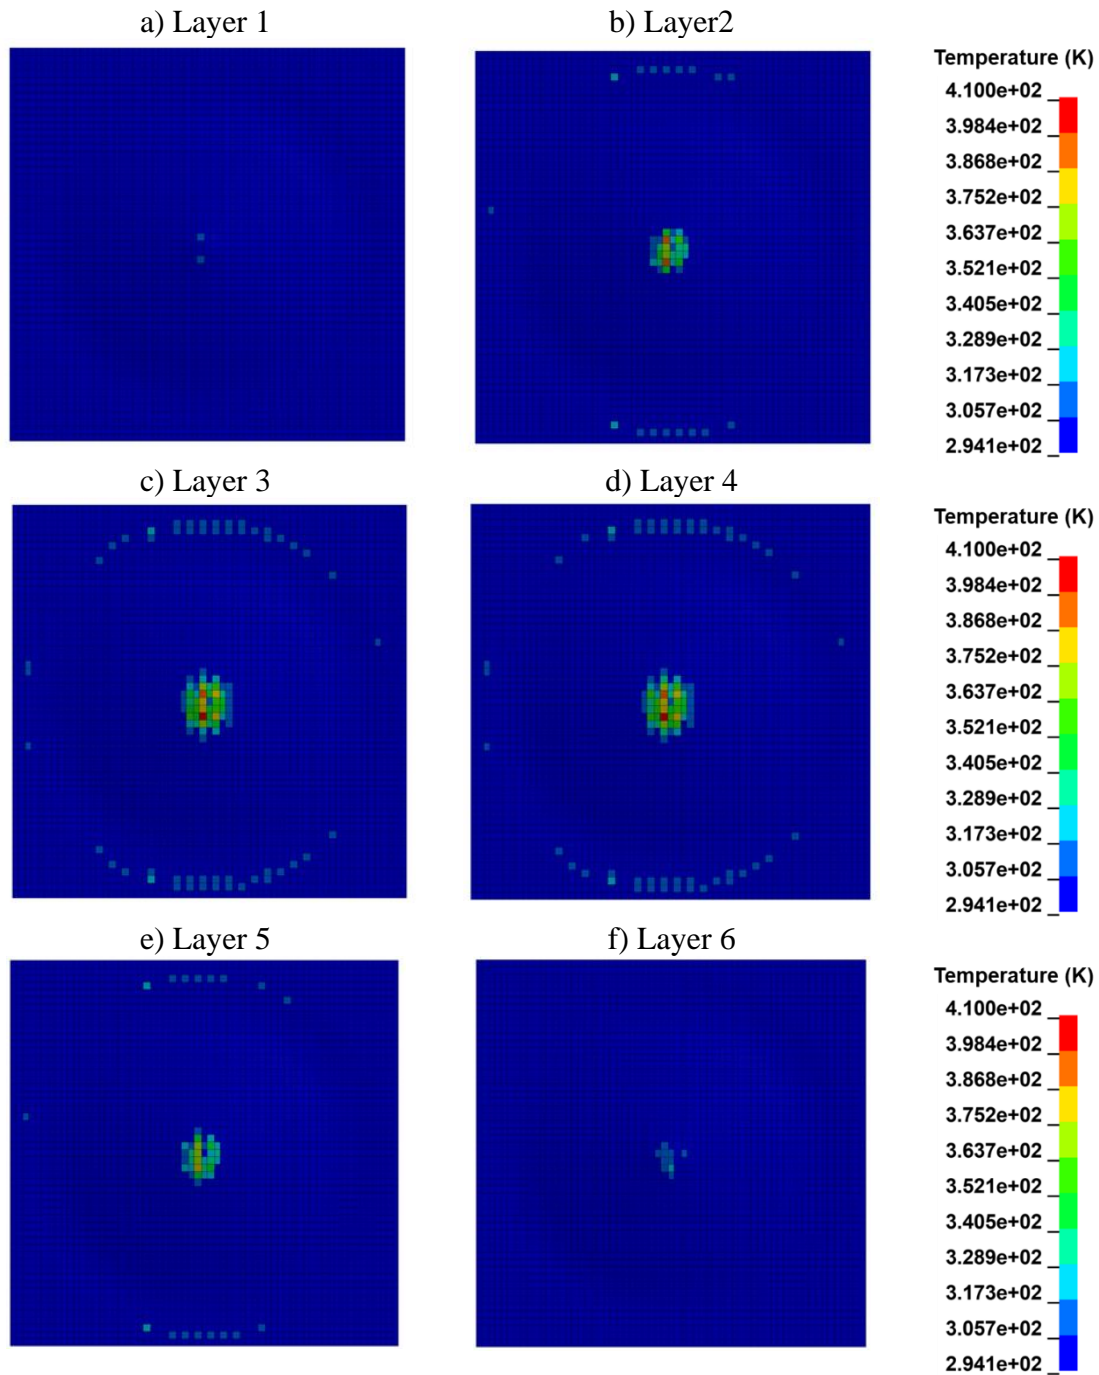 a) Layer 1
b) Layer2
Temperature (K)
4.100e+02
3.984e+02
3.868e+02
3.752e+02
3.637e+02
3.521e+02
3.405e+02
3.289e+02
3.173e+02
3.057e+02
2.941e+02
c) Layer 3
d) Layer 4
Temperature (K)
4.100e+02
3.984e+02
3.868e+02
3.752e+02
3.637e+02
3.521e+02
3.405e+02
3.289e+02
3.173e+02
3.057e+02
2.941e+02
e) Layer 5
f) Layer 6
Temperature (K)
4.100e+02
3.984e+02
3.868e+02
3.752e+02
3.637e+02
3.521e+02
3.405e+02
3.289e+02
3.173e+02
3.057e+02
2.941e+02